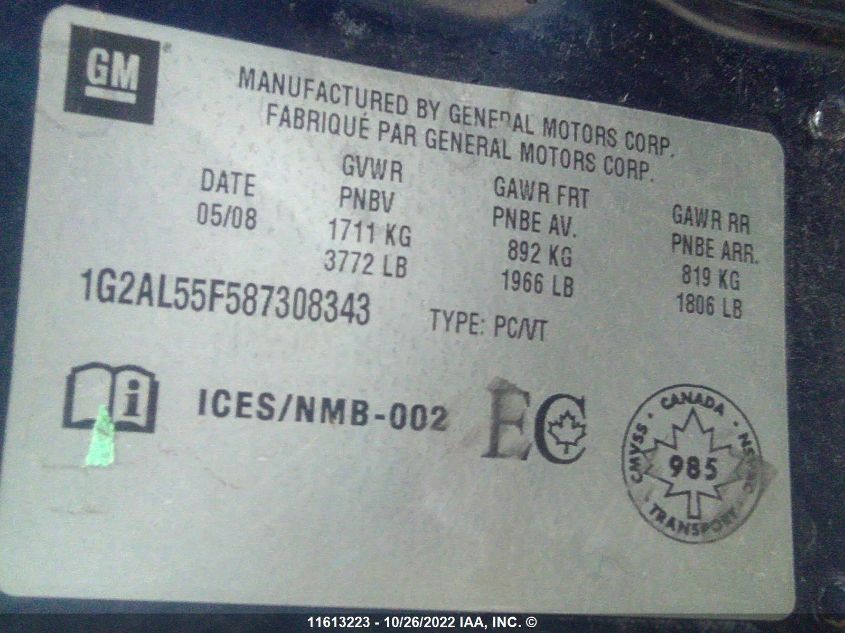 GM
MANUFACTURED BY GENERAL MOTORS CORP.
FABRIQUÉ PAR GENERAL MOTORS CORP.
DATE GVWR GAWR FRT GAWR RR
05/08 PNBV PNBE AV. PNBE ARR.
1711 KG 892 KG 819 KG
3772 LB 1966 LB 1806 LB
1G2AL55F587308343 TYPE: PC/VT
i ICES/NMB-002 EC
CANADA
CMVSS
985
TRANSPORT
11613223 - 10/26/2022 IAA, INC. ©